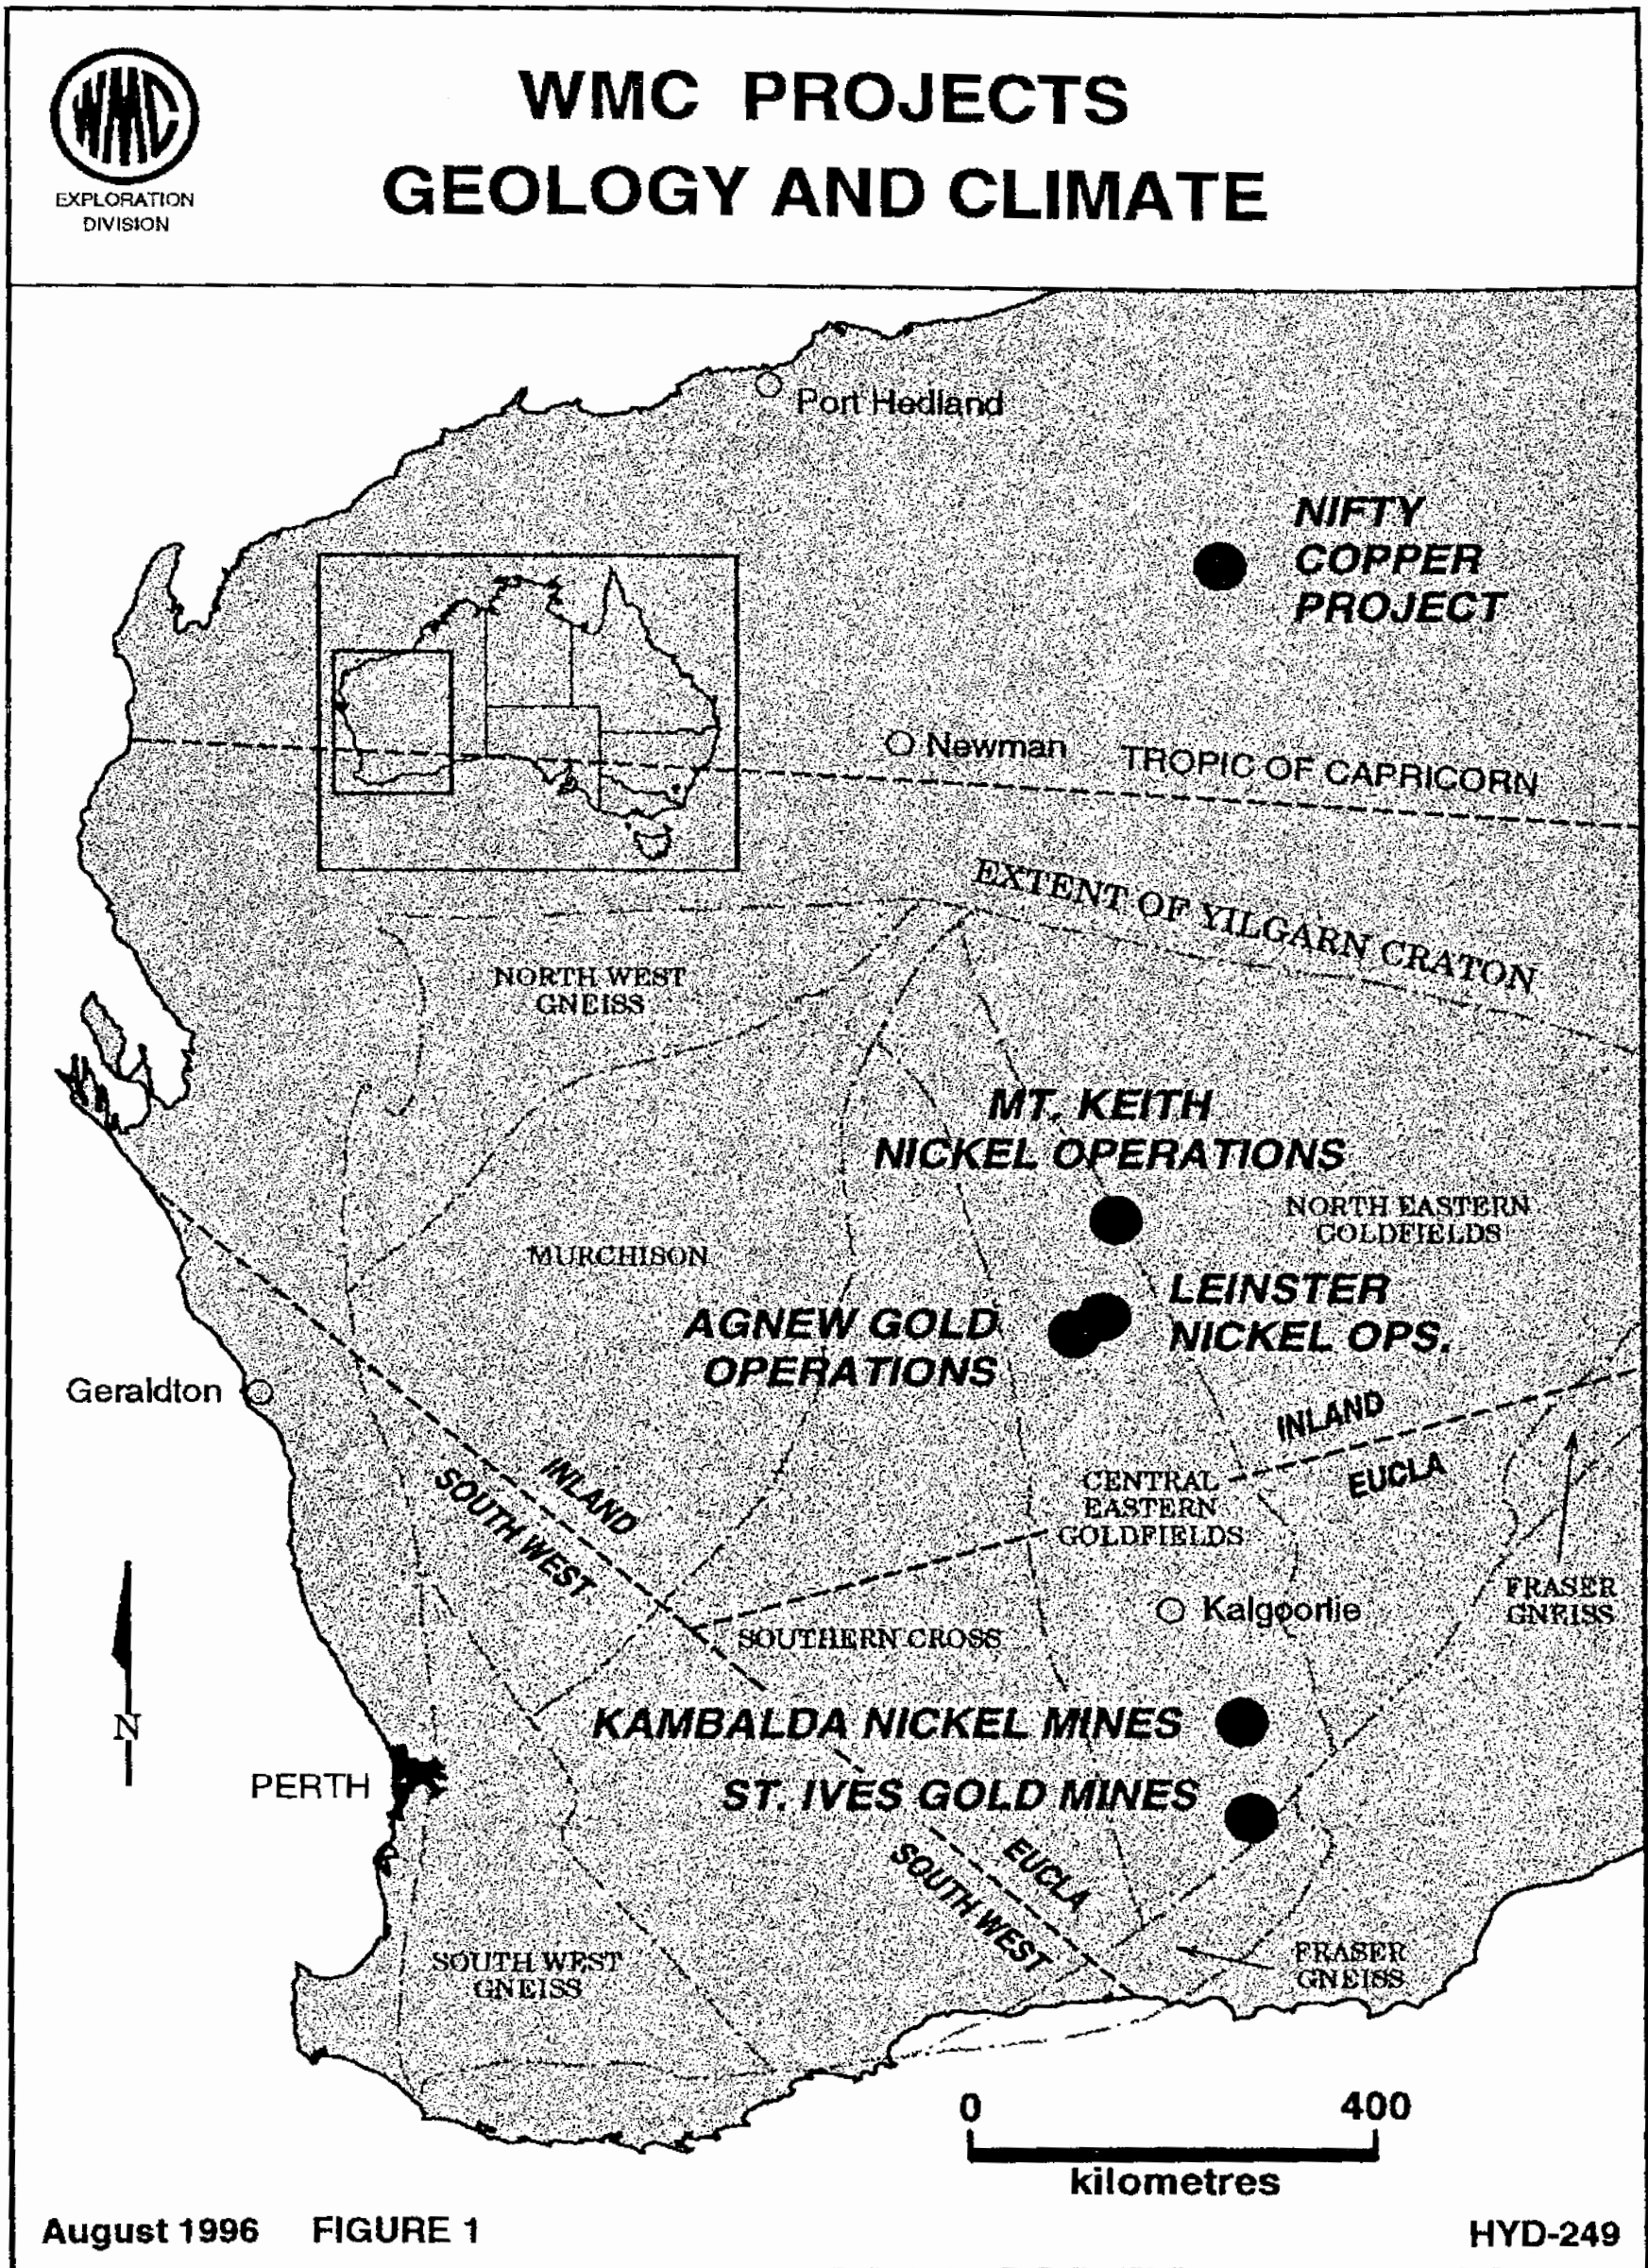 WMC
EXPLORATION
DIVISION
WMC PROJECTS
GEOLOGY AND CLIMATE
Port Hedland
NIFTY
COPPER
PROJECT
Newman
TROPIC OF CAPRICORN
EXTENT OF YILGARN CRATON
NORTH WEST
GNEISS
MT. KEITH
NICKEL OPERATIONS
NORTH EASTERN
GOLDFIELDS
MURCHISON
LEINSTER
NICKEL OPS.
AGNEW GOLD
OPERATIONS
Geraldton
INLAND
EUCLA
INLAND
SOUTH WEST
CENTRAL
EASTERN
GOLDFIELDS
FRASER
GNEISS
Kalgoorlie
SOUTHERN CROSS
N
KAMBALDA NICKEL MINES
PERTH
ST. IVES GOLD MINES
EUCLA
SOUTH WEST
SOUTH WEST
GNEISS
FRASER
GNEISS
0 400
kilometres
August 1996 FIGURE 1
HYD-249